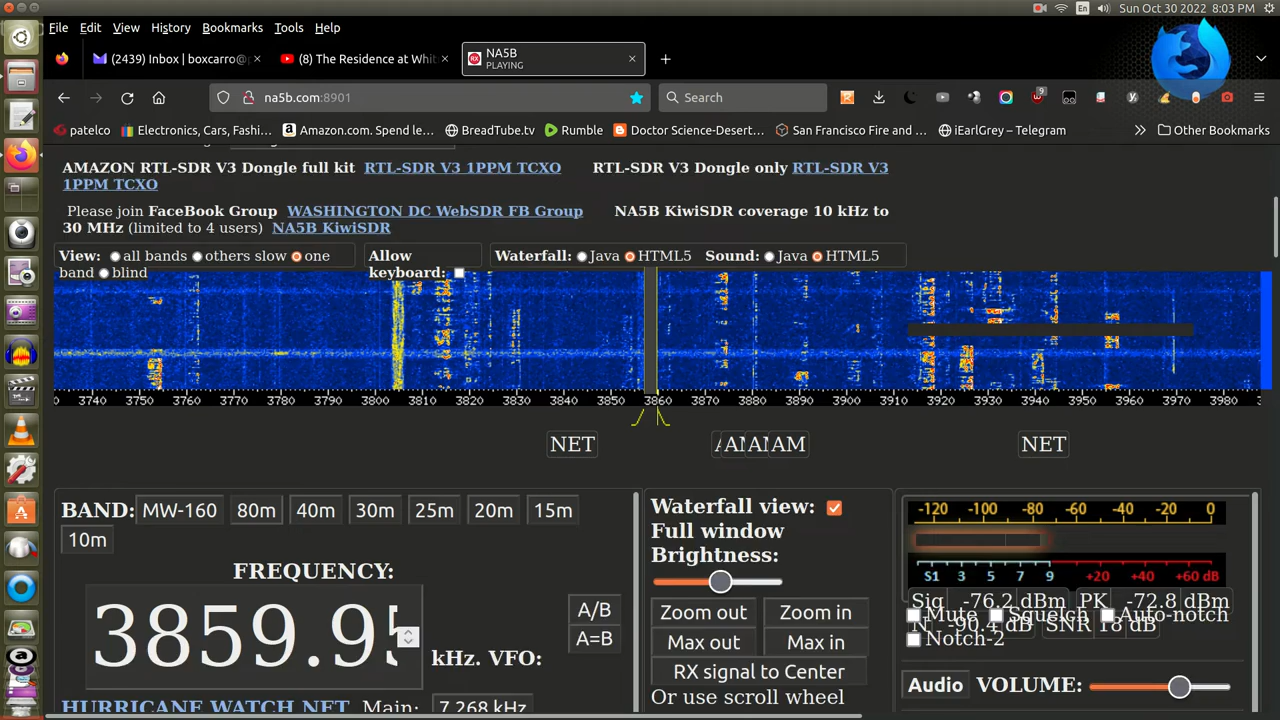 En Sun Oct 30 2022 8:03 PM
File Edit View History Bookmarks Tools Help
(2439) Inbox | boxcarro@ (8) The Residence at Whit NA5B
PLAYING
na5b.com:8901 Search 9
patelco Electronics, Cars, Fashi… Amazon.com. Spend le… BreadTube.tv Rumble Doctor Science-Desert… San Francisco Fire and … iEarlGrey – Telegram Other Bookmarks
AMAZON RTL-SDR V3 Dongle full kit RTL-SDR V3 1PPM TCXO RTL-SDR V3 Dongle only RTL-SDR V3
1PPM TCXO
Please join FaceBook Group WASHINGTON DC WebSDR FB Group NA5B KiwiSDR coverage 10 kHz to
30 MHz (limited to 4 users) NA5B KiwiSDR
View: all bands others slow one Allow Waterfall: Java HTML5 Sound: Java HTML5
band blind keyboard:
0 3740 3750 3760 3770 3780 3790 3800 3810 3820 3830 3840 3850 3860 3870 3880 3890 3900 3910 3920 3930 3940 3950 3960 3970 3980
NET AM NET
BAND: MW-160 80m 40m 30m 25m 20m 15m
10m
FREQUENCY:
3859.95
kHz. VFO:
A/B
A=B
HURRICANE WATCH NET Main: 7.268 kHz
Waterfall view:
Full window
Brightness:
Zoom out Zoom in
Max out Max in
RX signal to Center
Or use scroll wheel
-120 -100 -80 -60 -40 -20 0
S1 3 5 7 9 +20 +40 +60 dB
Sig -76.2 dBm PK -72.8 dBm
Mute Squelch Auto-notch
N -90.4 dB SNR 18 dB
Notch-2
Audio VOLUME: